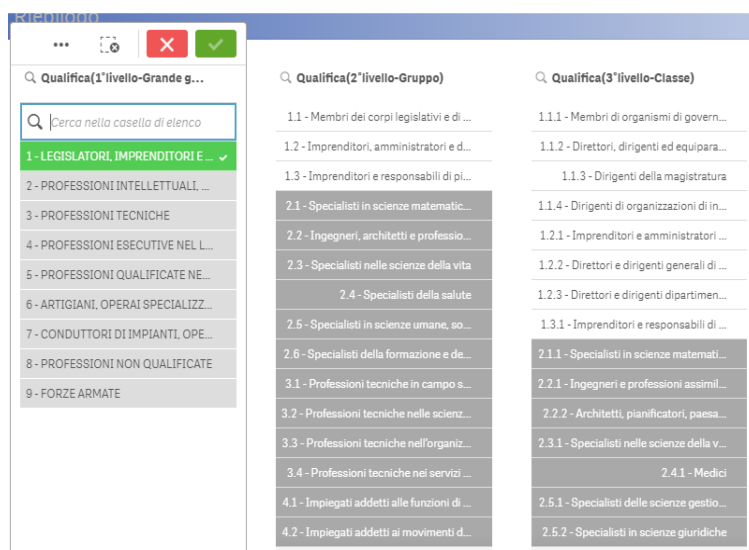 Riepilogo
Qualifica(1°livello-Grande g...
Cerca nella casella di elenco
1 - LEGISLATORI, IMPRENDITORI E ...
2 - PROFESSIONI INTELLETTUALI, ...
3 - PROFESSIONI TECNICHE
4 - PROFESSIONI ESECUTIVE NEL L...
5 - PROFESSIONI QUALIFICATE NE...
6 - ARTIGIANI, OPERAI SPECIALIZZ...
7 - CONDUTTORI DI IMPIANTI, OPE...
8 - PROFESSIONI NON QUALIFICATE
9 - FORZE ARMATE
Qualifica(2°livello-Gruppo)
1.1 - Membri dei corpi legislativi e di ...
1.2 - Imprenditori, amministratori e d...
1.3 - Imprenditori e responsabili di pi...
2.1 - Specialisti in scienze matematic...
2.2 - Ingegneri, architetti e professio...
2.3 - Specialisti nelle scienze della vita
2.4 - Specialisti della salute
2.5 - Specialisti in scienze umane, so...
2.6 - Specialisti della formazione e de...
3.1 - Professioni tecniche in campo s...
3.2 - Professioni tecniche nelle scienz...
3.3 - Professioni tecniche nell'organiz...
3.4 - Professioni tecniche nei servizi ...
4.1 - Impiegati addetti alle funzioni di ...
4.2 - Impiegati addetti ai movimenti d...
Qualifica(3°livello-Classe)
1.1.1 - Membri di organismi di govern...
1.1.2 - Direttori, dirigenti ed equipara...
1.1.3 - Dirigenti della magistratura
1.1.4 - Dirigenti di organizzazioni di in...
1.2.1 - Imprenditori e amministratori ...
1.2.2 - Direttori e dirigenti generali di ...
1.2.3 - Direttori e dirigenti dipartimen...
1.3.1 - Imprenditori e responsabili di ...
2.1.1 - Specialisti in scienze matemati...
2.2.1 - Ingegneri e professioni assimil...
2.2.2 - Architetti, pianificatori, paesa...
2.3.1 - Specialisti nelle scienze della v...
2.4.1 - Medici
2.5.1 - Specialisti delle scienze gestio...
2.5.2 - Specialisti in scienze giuridiche